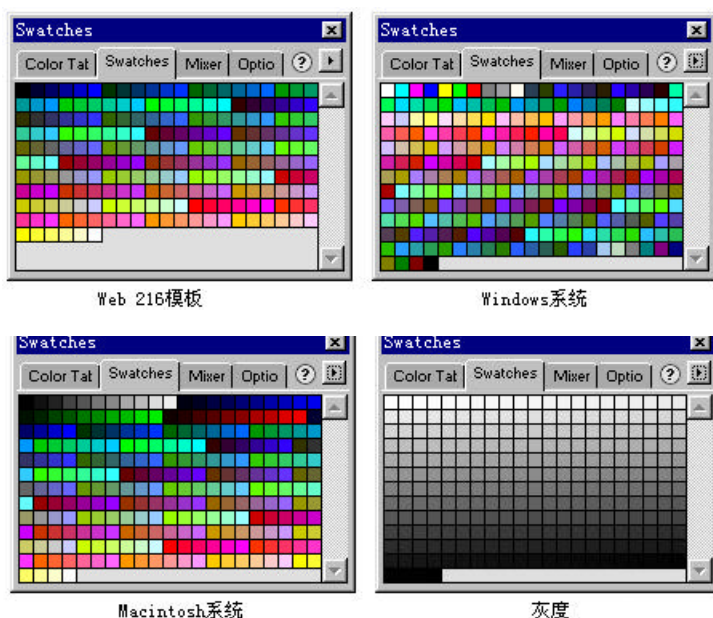 Swatches
Color Tat Swatches Mixer Optio ?
Web 216模板
Swatches
Color Tat Swatches Mixer Optio ?
Windows系统
Swatches
Color Tat Swatches Mixer Optio ?
Macintosh系统
Swatches
Color Tat Swatches Mixer Optio ?
灰度